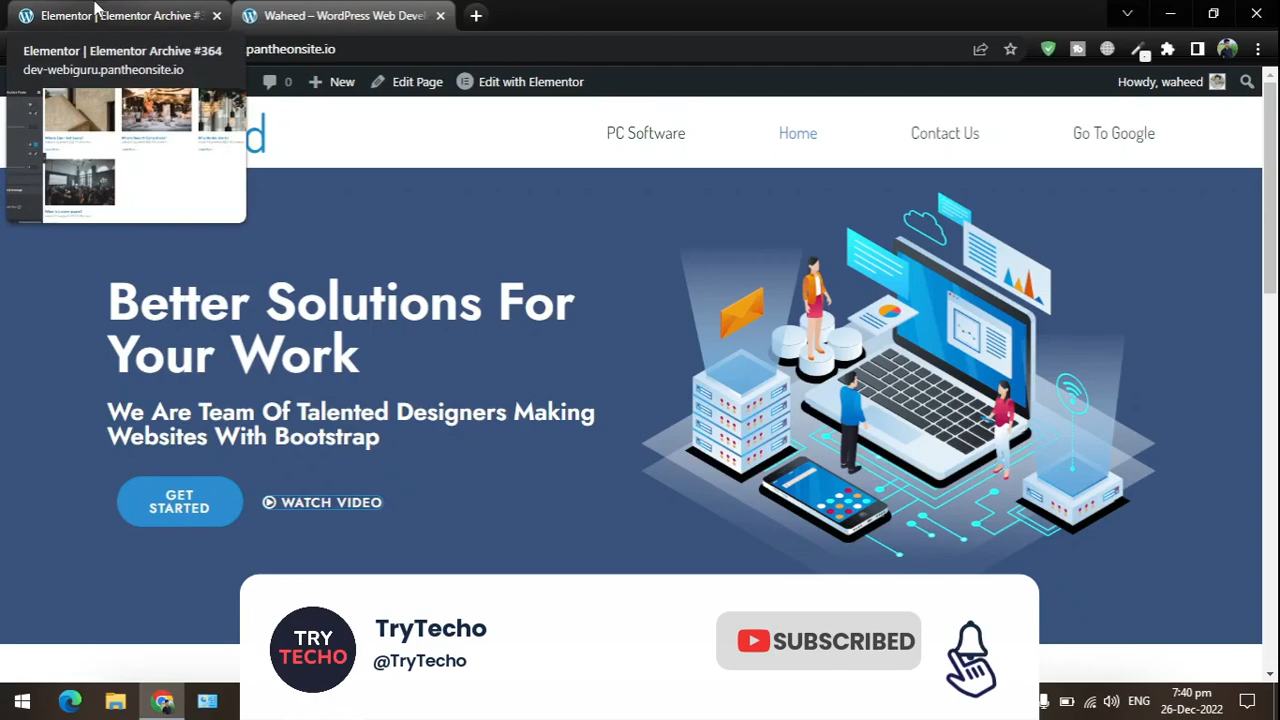 Elementor | Elementor Archive #3
Waheed – WordPress Web Devel
Elementor | Elementor Archive #364
dev-webiguru.pantheonsite.io
pantheonsite.io
0
New
Edit Page
Edit with Elementor
Howdy, waheed
d
PC Software
Home
Contact Us
Go To Google
Better Solutions For
Your Work
We Are Team Of Talented Designers Making
Websites With Bootstrap
GET
STARTED
WATCH VIDEO
TRY
TECHO
TryTecho
@TryTecho
SUBSCRIBED
ENG
7:40 pm
26-Dec-2022